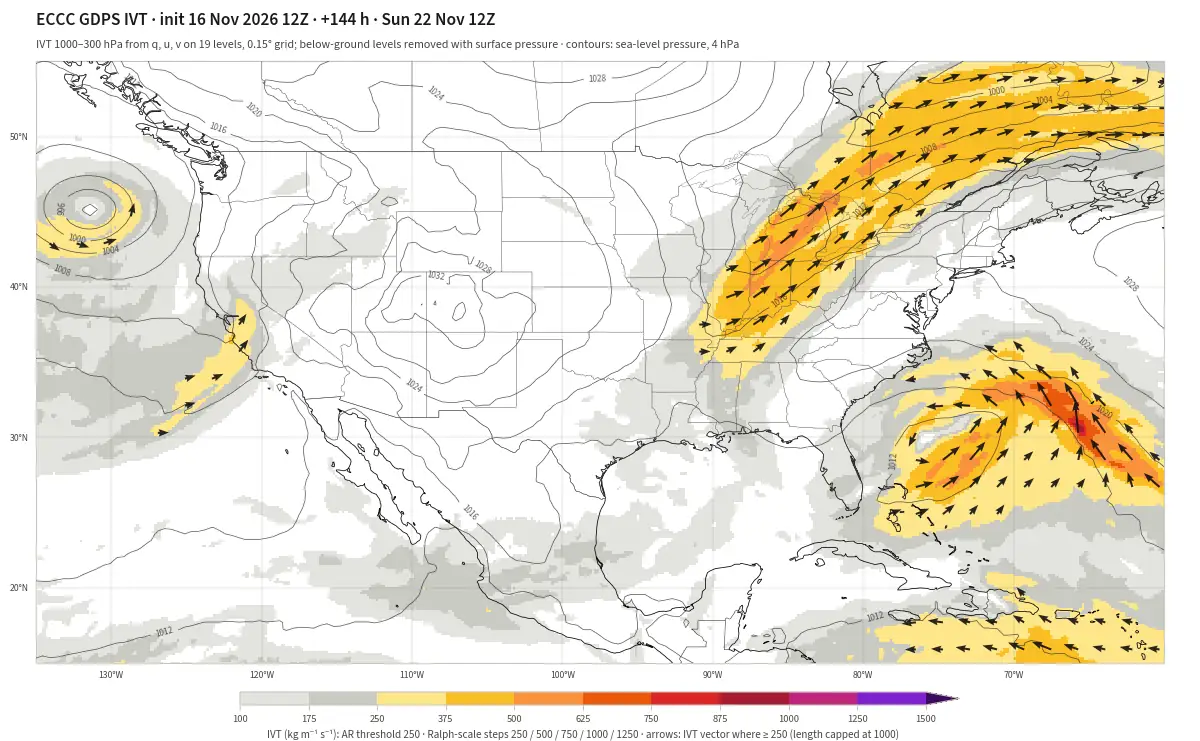 ECCC GDPS IVT · init 16 Nov 2026 12Z · +144 h · Sun 22 Nov 12Z
IVT 1000–300 hPa from q, u, v on 19 levels, 0.15° grid; below-ground levels removed with surface pressure · contours: sea-level pressure, 4 hPa
1028
1024
1020
1016
1000
1004
1008
50°N
996
1000
1004
1008
1028
1032
1028
40°N
1024
1024
1020
30°N
1012
1016
20°N
1012
1012
130°W 120°W 110°W 100°W 90°W 80°W 70°W
100 175 250 375 500 625 750 875 1000 1250 1500
IVT (kg m⁻¹ s⁻¹): AR threshold 250 · Ralph-scale steps 250 / 500 / 750 / 1000 / 1250 · arrows: IVT vector where ≥ 250 (length capped at 1000)